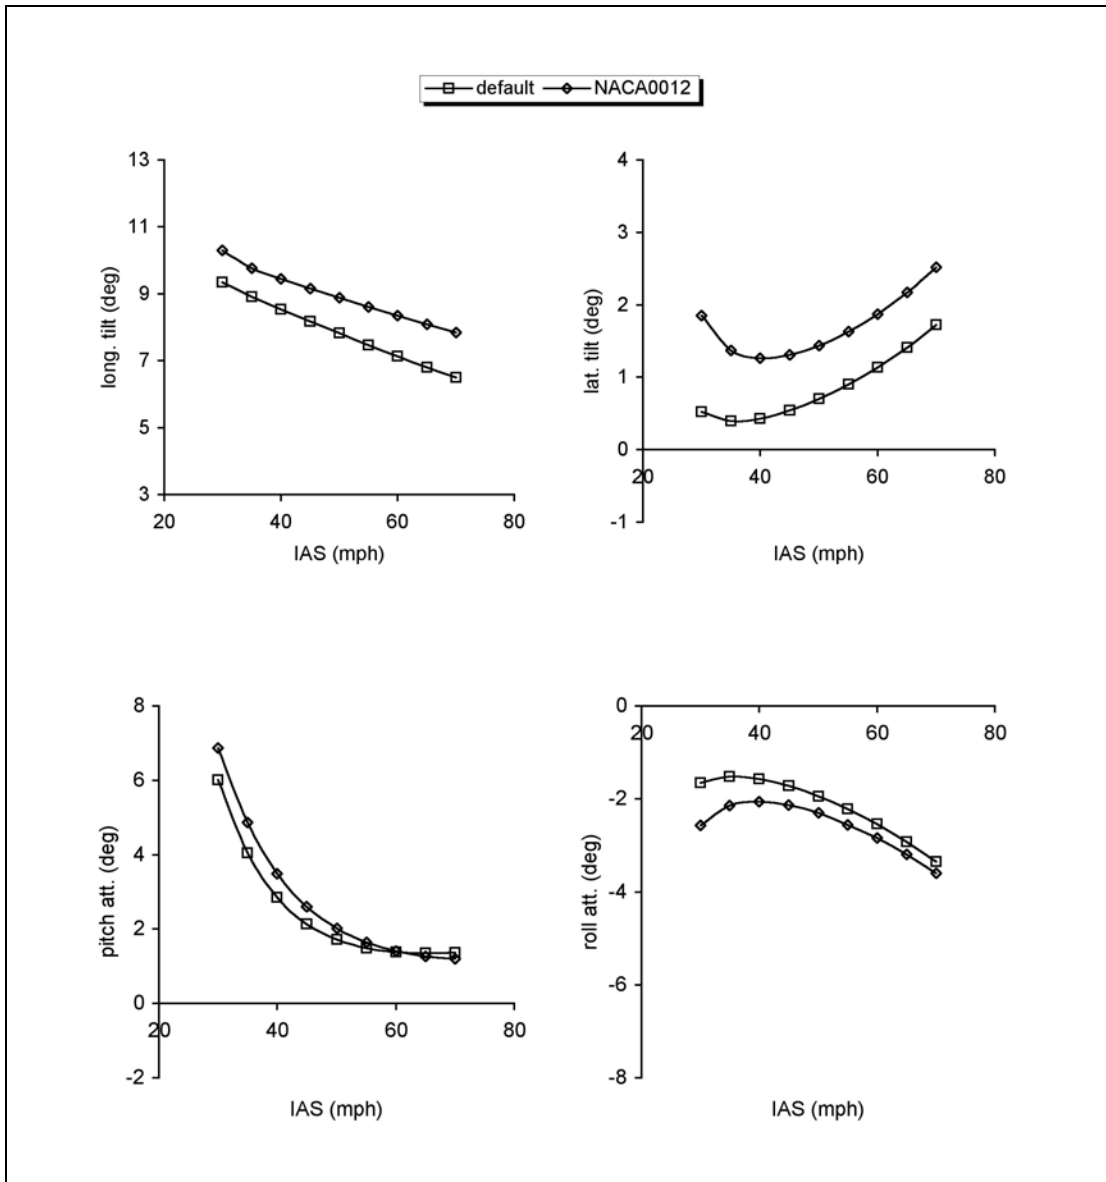 default NACA0012
13
11
9
7
5
3
20 40 60 80
long. tilt (deg)
IAS (mph)
4
3
2
1
0
-1
20 40 60 80
lat. tilt (deg)
IAS (mph)
8
6
4
2
0
-2
20 40 60 80
pitch att. (deg)
IAS (mph)
0
-2
-4
-6
-8
20 40 60 80
roll att. (deg)
IAS (mph)